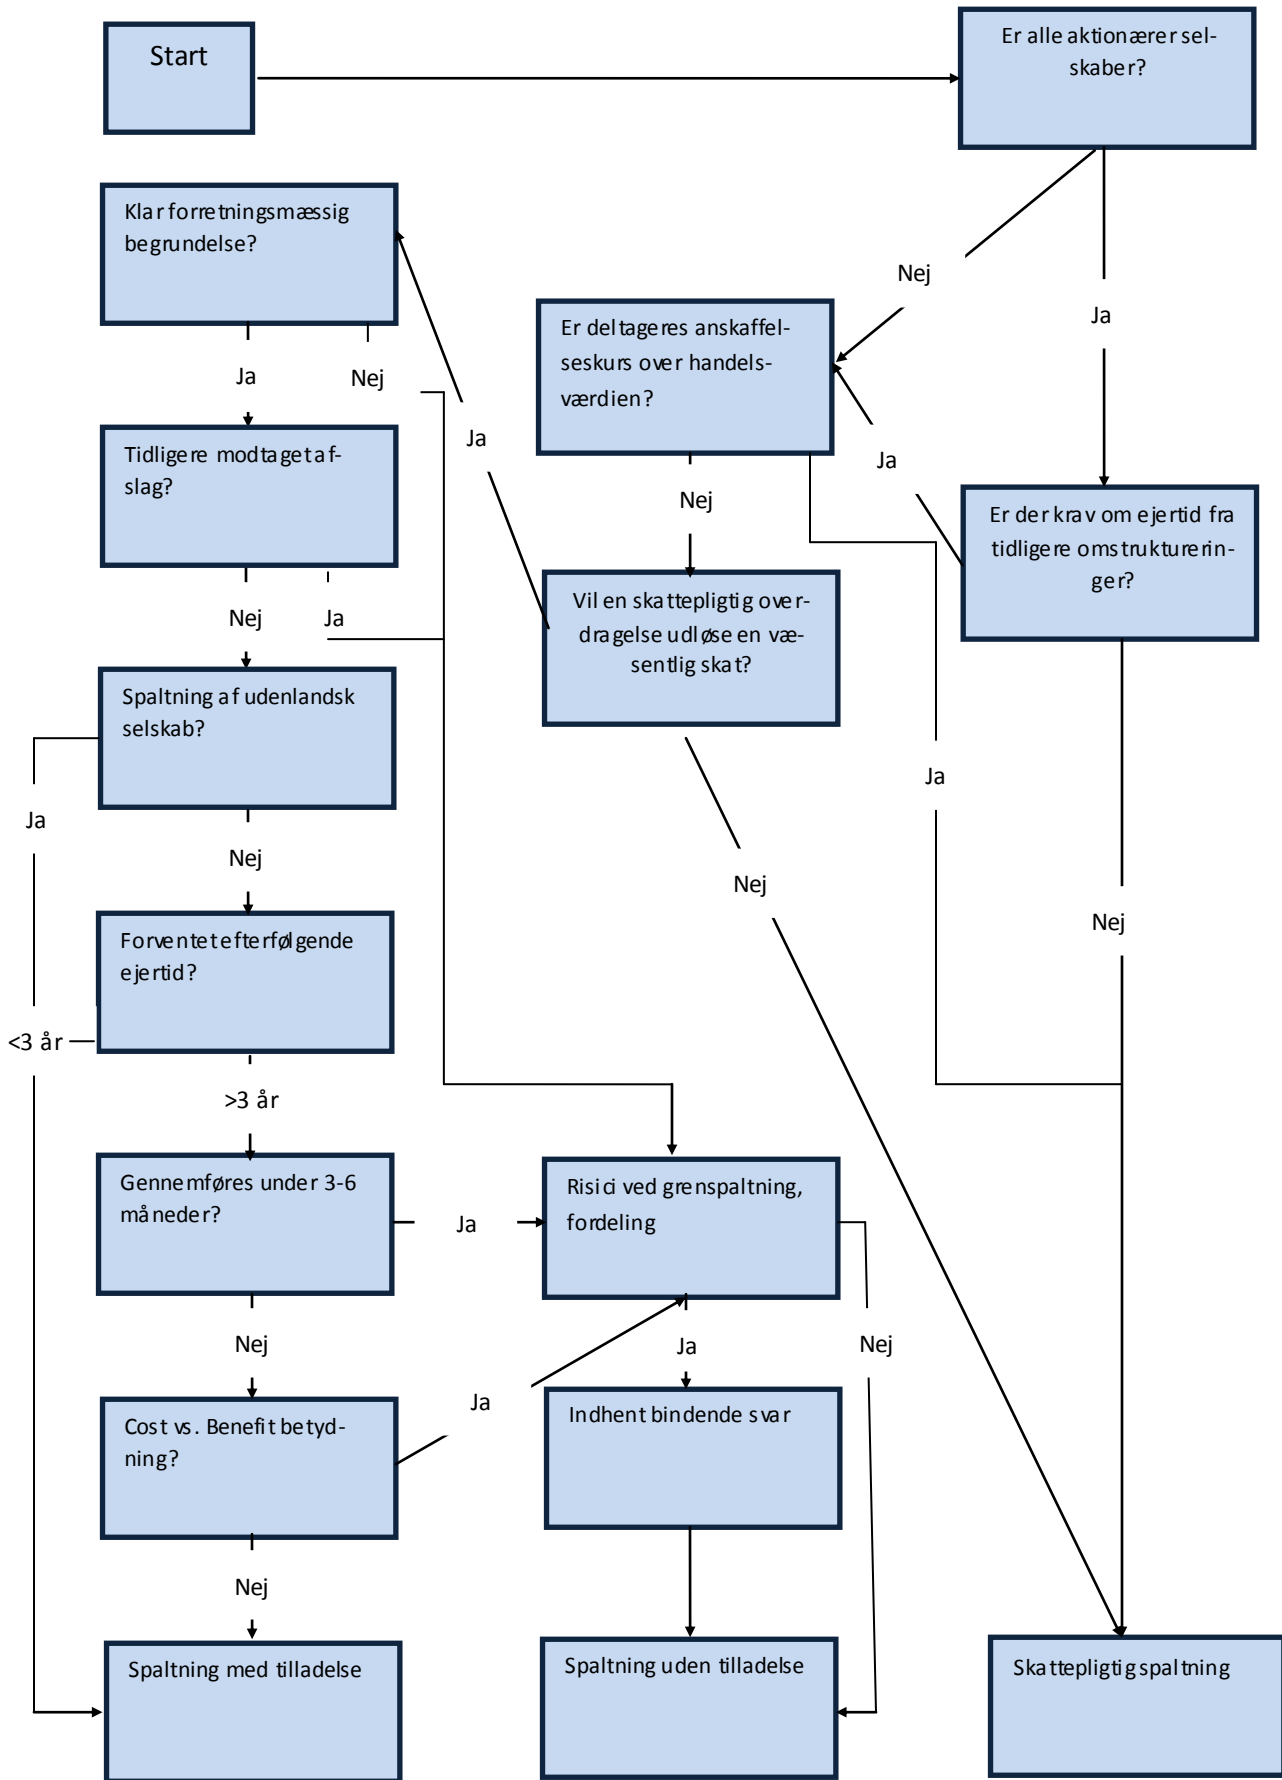 Start
Er alle aktionærer sel-
skaber?
Klar forretningsmæssig
begrundelse?
Nej
Ja
Er deltageres anskaffel-
seskurs over handels-
værdien?
Ja
Nej
Ja
Ja
Tidligere modtaget af-
slag?
Nej
Er der krav om ejertid fra
tidligere omstrukturerin-
ger?
Vil en skattepligtig over-
dragelse udløse en væ-
sentlig skat?
Nej
Ja
Spaltning af udenlandsk
selskab?
Ja
Ja
Nej
Nej
Nej
Forventet efterfølgende
ejertid?
<3 år
>3 år
Gennemføres under 3-6
måneder?
Ja
Risici ved grenspaltning,
fordeling
Nej
Ja
Nej
Cost vs. Benefit betyd-
ning?
Ja
Indhent bindende svar
Nej
Spaltning med tilladelse
Spaltning uden tilladelse
Skattepligtig spaltning